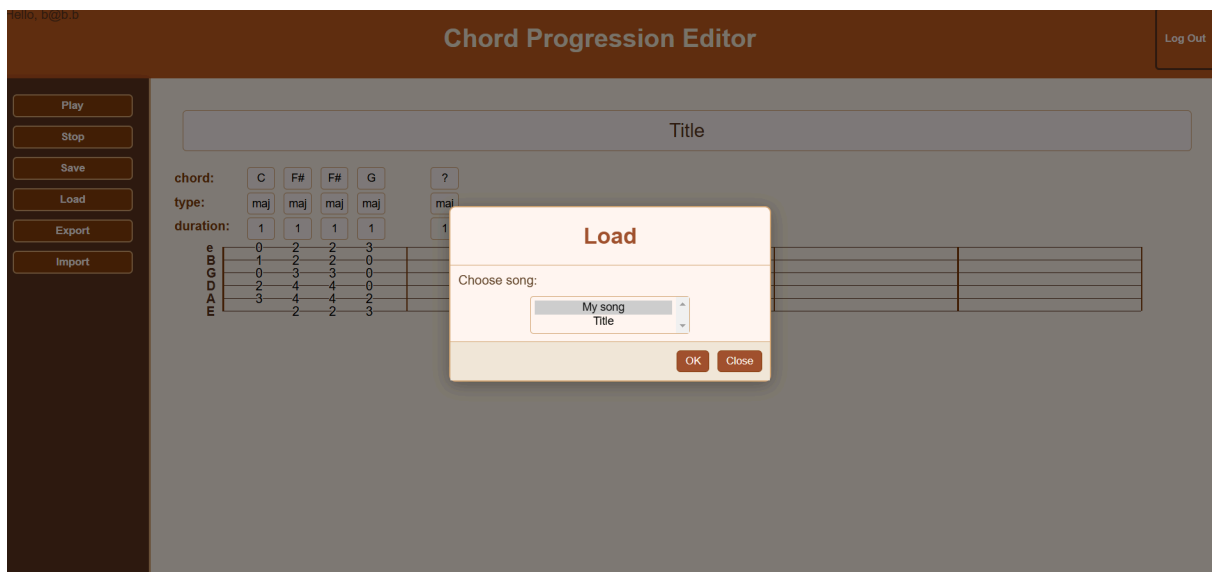 Hello, b@b.b
Chord Progression Editor
Log Out
Play
Stop
Save
Load
Export
Import
Title
chord: C F# F# G ?
type: maj maj maj maj maj
duration: 1 1 1 1 1
e 0 2 2 3
B 1 2 2 0
G 0 3 3 0
D 2 4 4 0
A 3 4 4 2
E 2 2 3
Load
Choose song:
My song
Title
OK Close